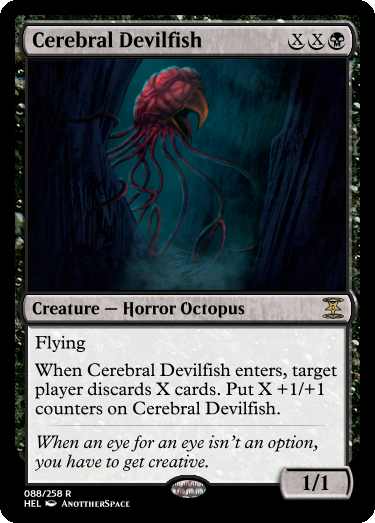 Cerebral Devilfish X X
Creature — Horror Octopus
Flying
When Cerebral Devilfish enters, target
player discards X cards. Put X +1/+1
counters on Cerebral Devilfish.
When an eye for an eye isn't an option,
you have to get creative.
1/1
088/258 R
HEL AnotherSpace